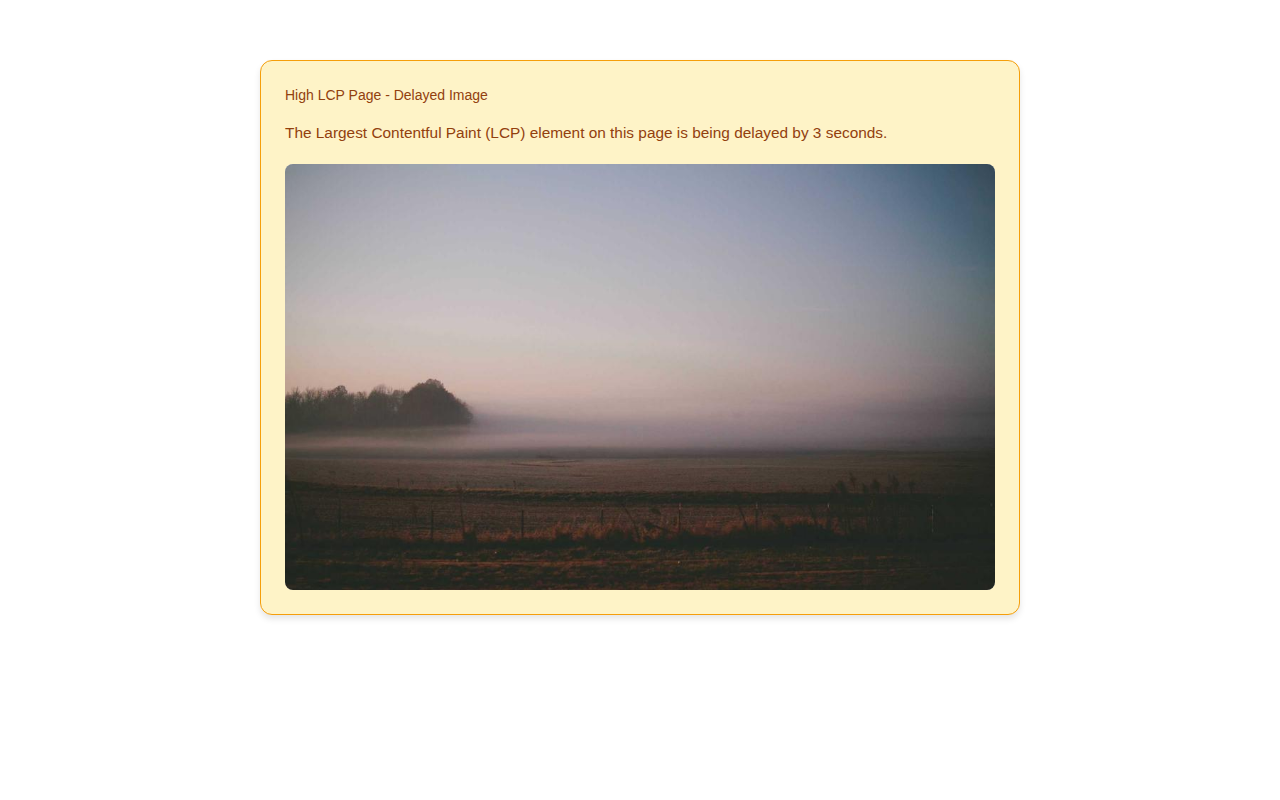 High LCP Page - Delayed Image
The Largest Contentful Paint (LCP) element on this page is being delayed by 3 seconds.